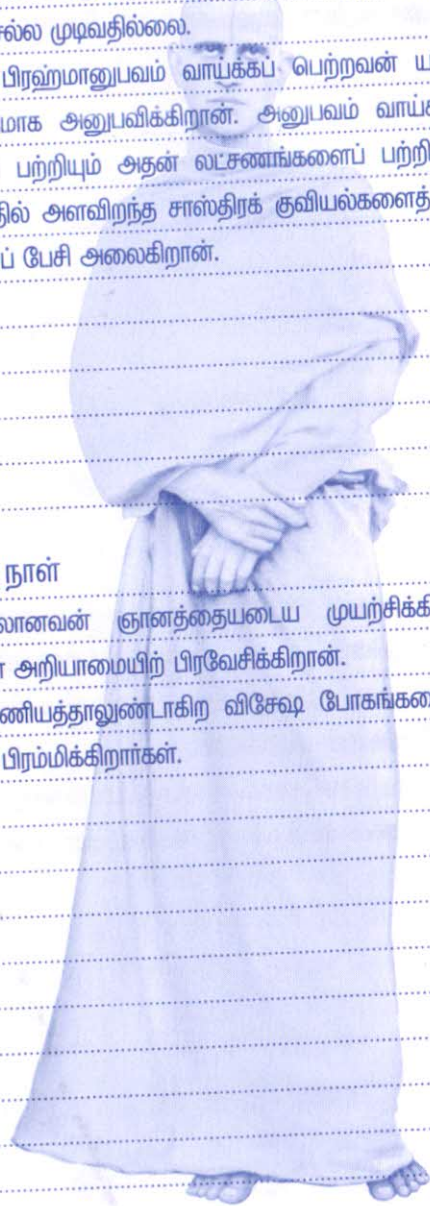 சல்ல முடிவதில்லை.
பிரஹ்மானுபவம் வாய்க்கப் பெற்றவன் ய
மாக அனுபவிக்கிறான். அனுபவம் வாய்க
பற்றியும் அதன் லட்சணங்களைப் பற்றி
தில் அளவிறந்த சாஸ்திரக் குவியல்களைத்
ப் பேசி அலைகிறான்.
நாள்
லானவன் ஞானத்தையடைய முயற்சிக்கி
ா அறியாமையிற் பிரவேசிக்கிறான்.
ணியத்தாலுண்டாகிற விசேஷ போகங்களை
பிரம்மிக்கிறார்கள்.